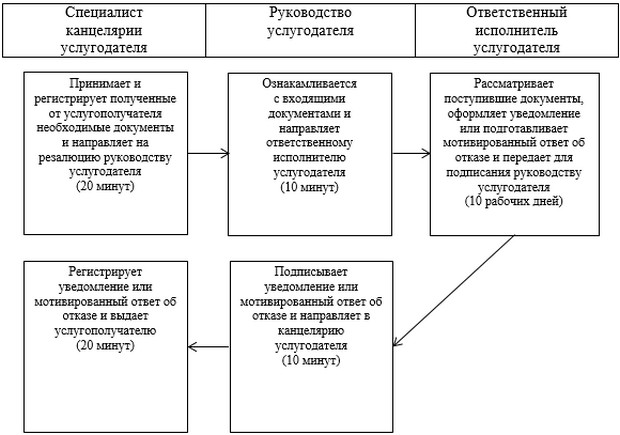 Специалист
канцелярии
услугодателя
Руководство
услугодателя
Ответственный
исполнитель
услугодателя
Принимает и
регистрирует полученные
от услугополучателя
необходимые документы
и направляет на
резалюцию руководству
услугодателя
(20 минут)
Ознакамливается
с входящими
документами и
направляет
ответственному
исполнителю
услугодателя
(10 минут)
Рассматривает
поступившие документы,
оформляет уведомление
или подготавливает
мотивированный ответ об
отказе и передает для
подписания руководству
услугодателя
(10 рабочих дней)
Регистрирует
уведомление или
мотивированный ответ об
отказе и выдает
услугополучателю
(20 минут)
Подписывает
уведомление или
мотивированный ответ об
отказе и направляет в
канцелярию
услугодателя
(10 минут)